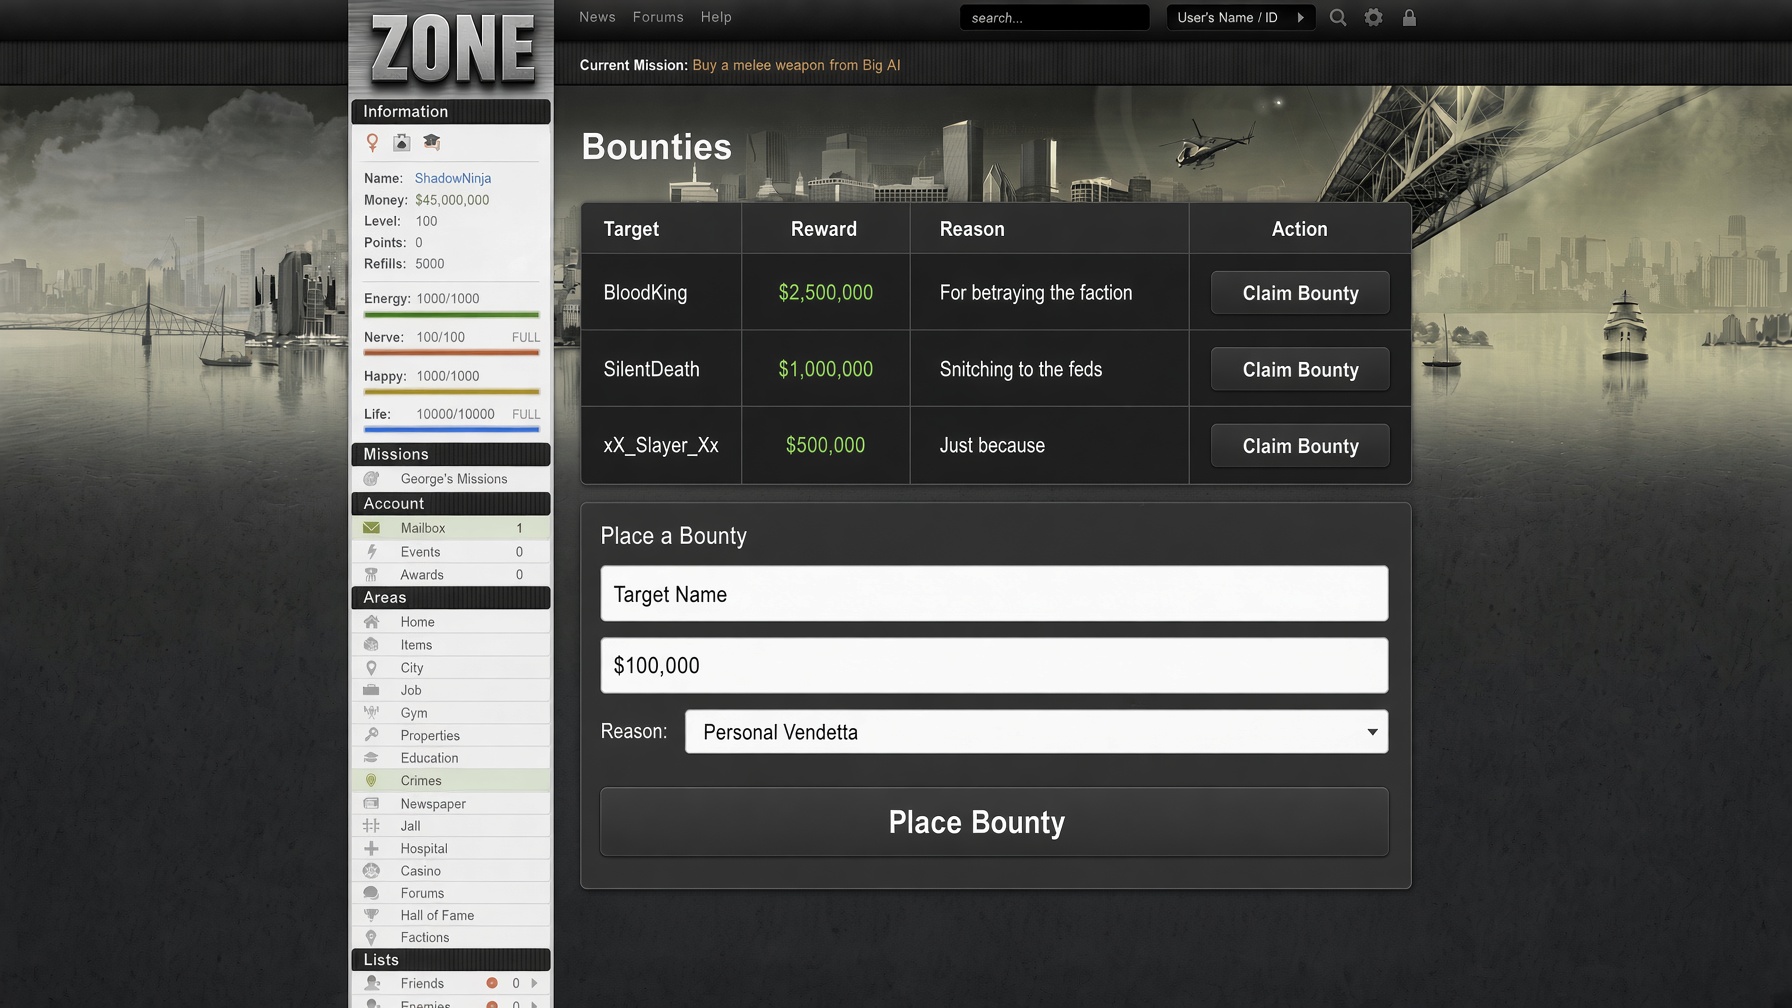 ZONE
News Forums Help
search...
User's Name / ID
Current Mission: Buy a melee weapon from Big AI
Information
Name: ShadowNinja
Money: $45,000,000
Level: 100
Points: 0
Refills: 5000
Energy: 1000/1000
Nerve: 100/100 FULL
Happy: 1000/1000
Life: 10000/10000 FULL
Missions
George's Missions
Account
Mailbox 1
Events 0
Awards 0
Areas
Home
Items
City
Job
Gym
Properties
Education
Crimes
Newspaper
Jall
Hospital
Casino
Forums
Hall of Fame
Factions
Lists
Friends 0
Enemies 0
Bounties
Target Reward Reason Action
BloodKing $2,500,000 For betraying the faction Claim Bounty
SilentDeath $1,000,000 Snitching to the feds Claim Bounty
xX_Slayer_Xx $500,000 Just because Claim Bounty
Place a Bounty
Target Name
$100,000
Reason: Personal Vendetta
Place Bounty